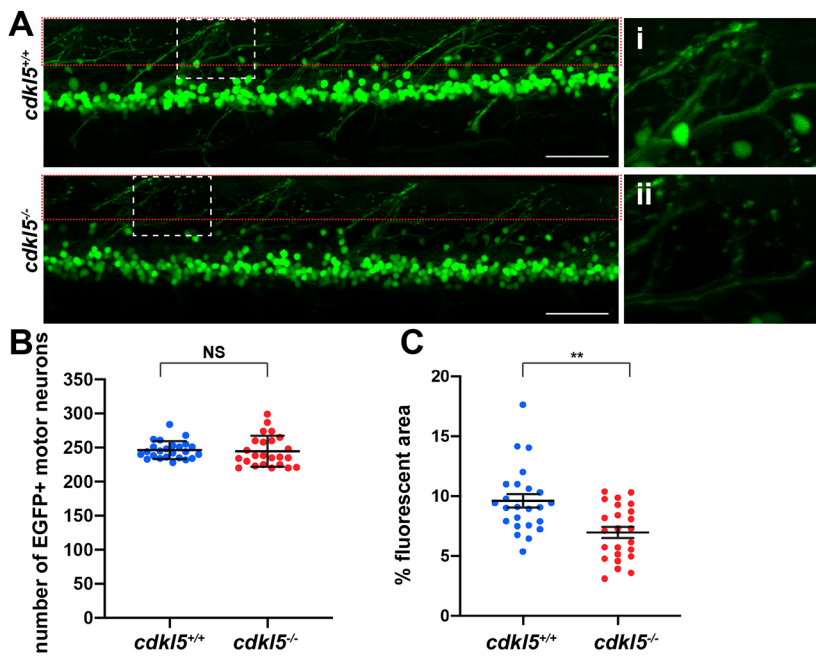 A
cdkl5+/+
i
cdkl5-/-
ii
B
C
number of EGFP+ motor neurons
NS
350
300
250
200
150
100
50
0
cdkl5+/+
cdkl5-/-
% fluorescent area
**
20
15
10
5
0
cdkl5+/+
cdkl5-/-